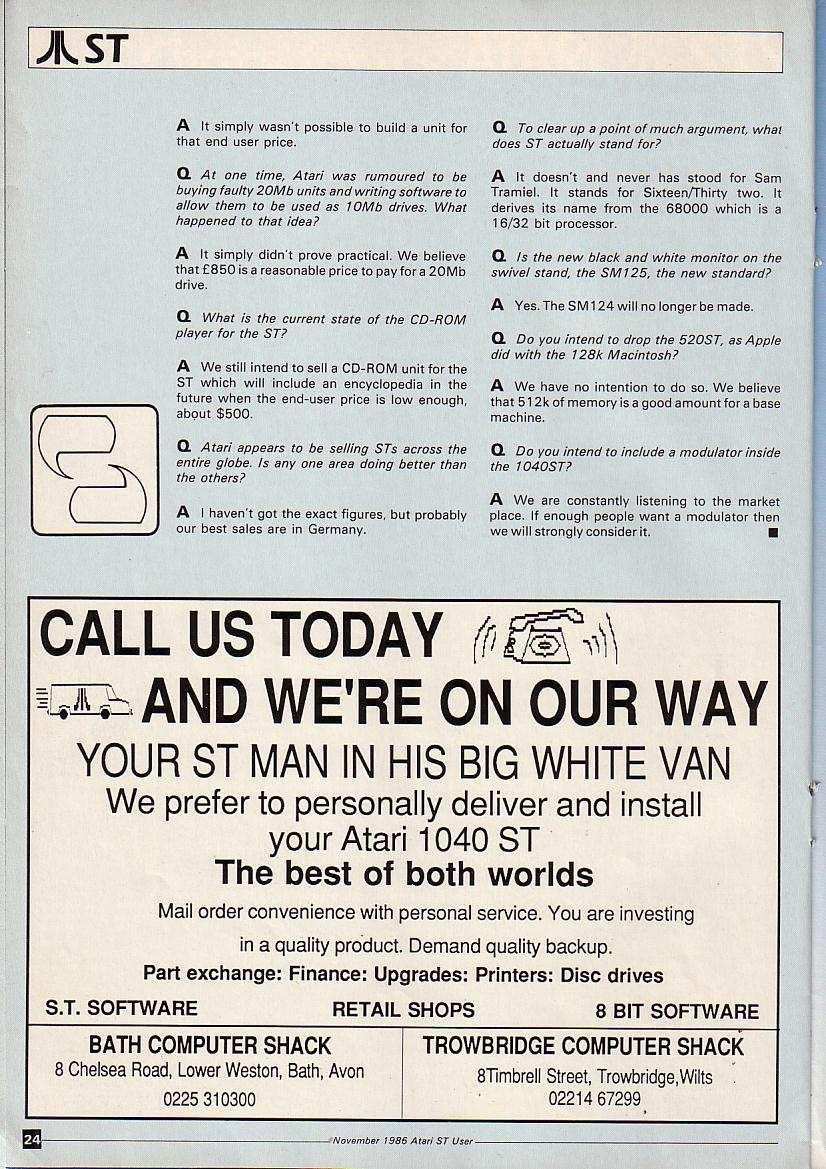 ST
A It simply wasn't possible to build a unit for
that end user price.
Q At one time, Atari was rumoured to be
buying faulty 20Mb units and writing software to
allow them to be used as 10Mb drives. What
happened to that idea?
A It simply didn't prove practical. We believe
that £850 is a reasonable price to pay for a 20Mb
drive.
Q What is the current state of the CD-ROM
player for the ST?
A We still intend to sell a CD-ROM unit for the
ST which will include an encyclopedia in the
future when the end-user price is low enough,
about $500.
Q Atari appears to be selling STs across the
entire globe. Is any one area doing better than
the others?
A I haven't got the exact figures, but probably
our best sales are in Germany.
Q To clear up a point of much argument, what
does ST actually stand for?
A It doesn't and never has stood for Sam
Tramiel. It stands for Sixteen/Thirty two. It
derives its name from the 68000 which is a
16/32 bit processor.
Q Is the new black and white monitor on the
swivel stand, the SM125, the new standard?
A Yes. The SM124 will no longer be made.
Q Do you intend to drop the 520ST, as Apple
did with the 128k Macintosh?
A We have no intention to do so. We believe
that 512k of memory is a good amount for a base
machine.
Q Do you intend to include a modulator inside
the 1040ST?
A We are constantly listening to the market
place. If enough people want a modulator then
we will strongly consider it.
CALL US TODAY
AND WE'RE ON OUR WAY
YOUR ST MAN IN HIS BIG WHITE VAN
We prefer to personally deliver and install
your Atari 1040 ST
The best of both worlds
Mail order convenience with personal service. You are investing
in a quality product. Demand quality backup.
Part exchange: Finance: Upgrades: Printers: Disc drives
S.T. SOFTWARE RETAIL SHOPS 8 BIT SOFTWARE
BATH COMPUTER SHACK
8 Chelsea Road, Lower Weston, Bath, Avon
0225 310300
TROWBRIDGE COMPUTER SHACK
8Timbrell Street, Trowbridge,Wilts
02214 67299
24 November 1986 Atari ST User